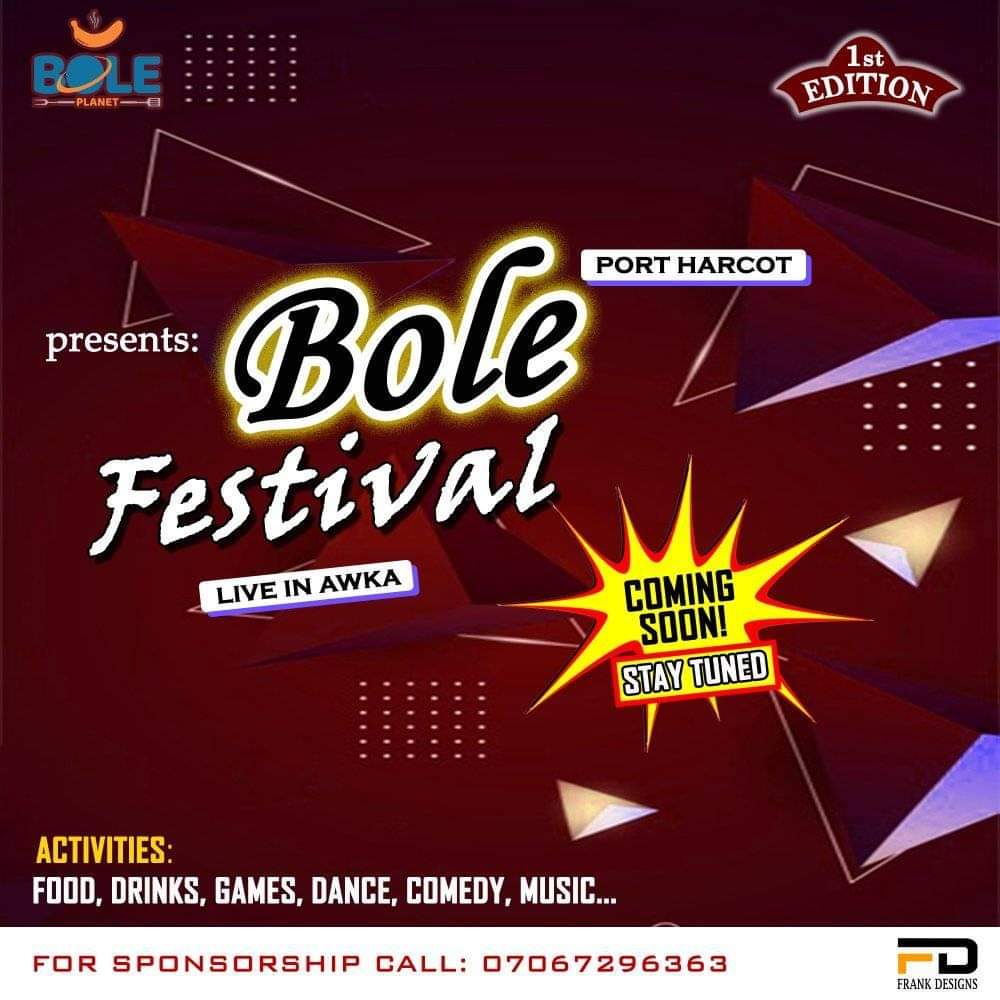 BOLE
PLANET
1st
EDITION
PORT HARCOT
presents:
Bole
Festival
LIVE IN AWKA
COMING
SOON!
STAY TUNED
ACTIVITIES:
FOOD, DRINKS, GAMES, DANCE, COMEDY, MUSIC...
FOR SPONSORSHIP CALL: 07067296363
FD
FRANK DESIGNS